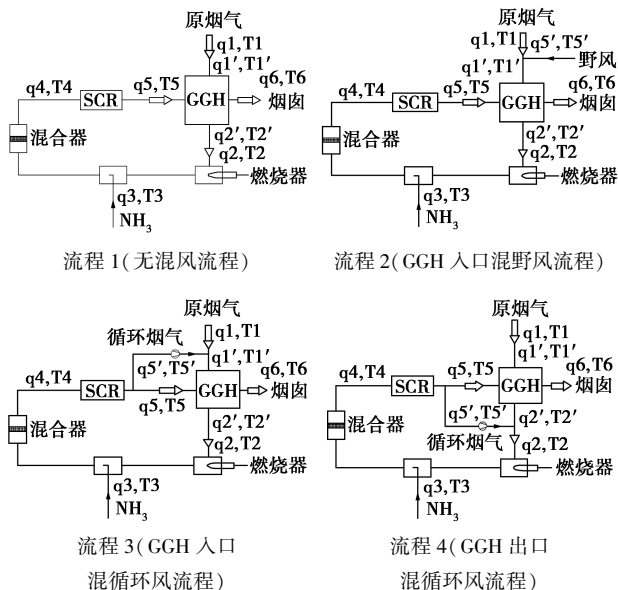 原烟气
q1,T1
q1′,T1′
q4,T4
q5,T5
q6,T6
SCR
GGH
烟囱
混合器
q2′,T2′
q2,T2
燃烧器
q3,T3
NH3
流程1(无混风流程)
原烟气
q1,T1
q5′,T5′
野风
q1′,T1′
q4,T4
q5,T5
q6,T6
SCR
GGH
烟囱
混合器
q2′,T2′
q2,T2
燃烧器
q3,T3
NH3
流程2(GGH入口混野风流程)
原烟气
循环烟气
q1,T1
q1′,T1′
q4,T4
q5′,T5′
q6,T6
SCR
GGH
烟囱
q5,T5
混合器
q2′,T2′
q2,T2
燃烧器
q3,T3
NH3
流程3(GGH入口
混循环风流程)
原烟气
q1,T1
q1′,T1′
q4,T4
q5,T5
q6,T6
SCR
GGH
烟囱
q5′,T5′
q2′,T2′
混合器
循环烟气
q2,T2
燃烧器
q3,T3
NH3
流程4(GGH出口
混循环风流程)